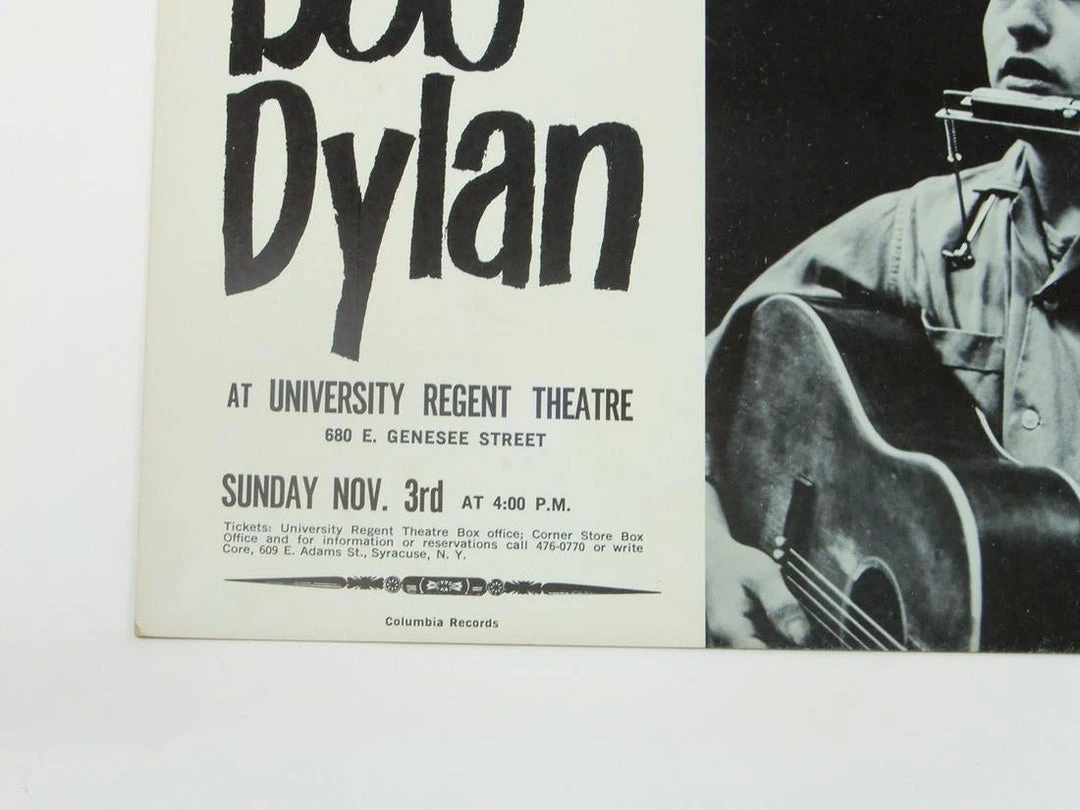 Bob
Dylan
AT UNIVERSITY REGENT THEATRE
680 E. GENESEE STREET
SUNDAY NOV. 3rd AT 4:00 P.M.
Tickets: University Regent Theatre Box office; Corner Store Box
Office and for information or reservations call 476-0770 or write
Core, 609 E. Adams St., Syracuse, N. Y.
Columbia Records